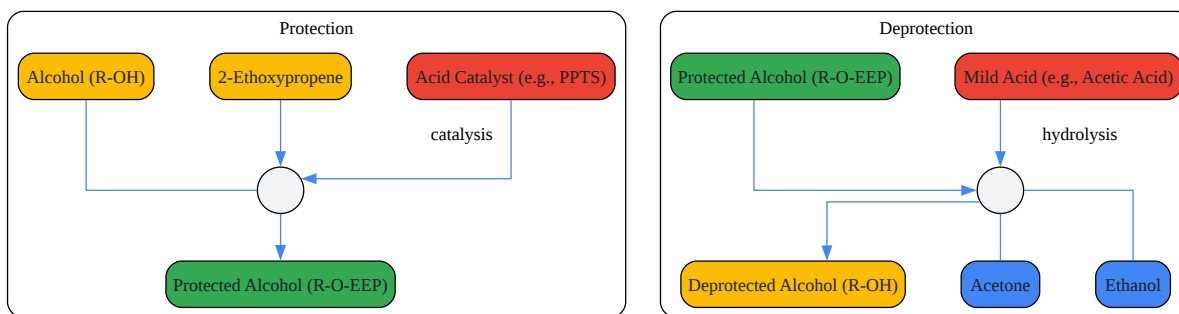 Protection
Alcohol (R-OH)
2-Ethoxypropene
Acid Catalyst (e.g., PPTS)
catalysis
Protected Alcohol (R-O-EEP)
Deprotection
Protected Alcohol (R-O-EEP)
Mild Acid (e.g., Acetic Acid)
hydrolysis
Deprotected Alcohol (R-OH)
Acetone
Ethanol